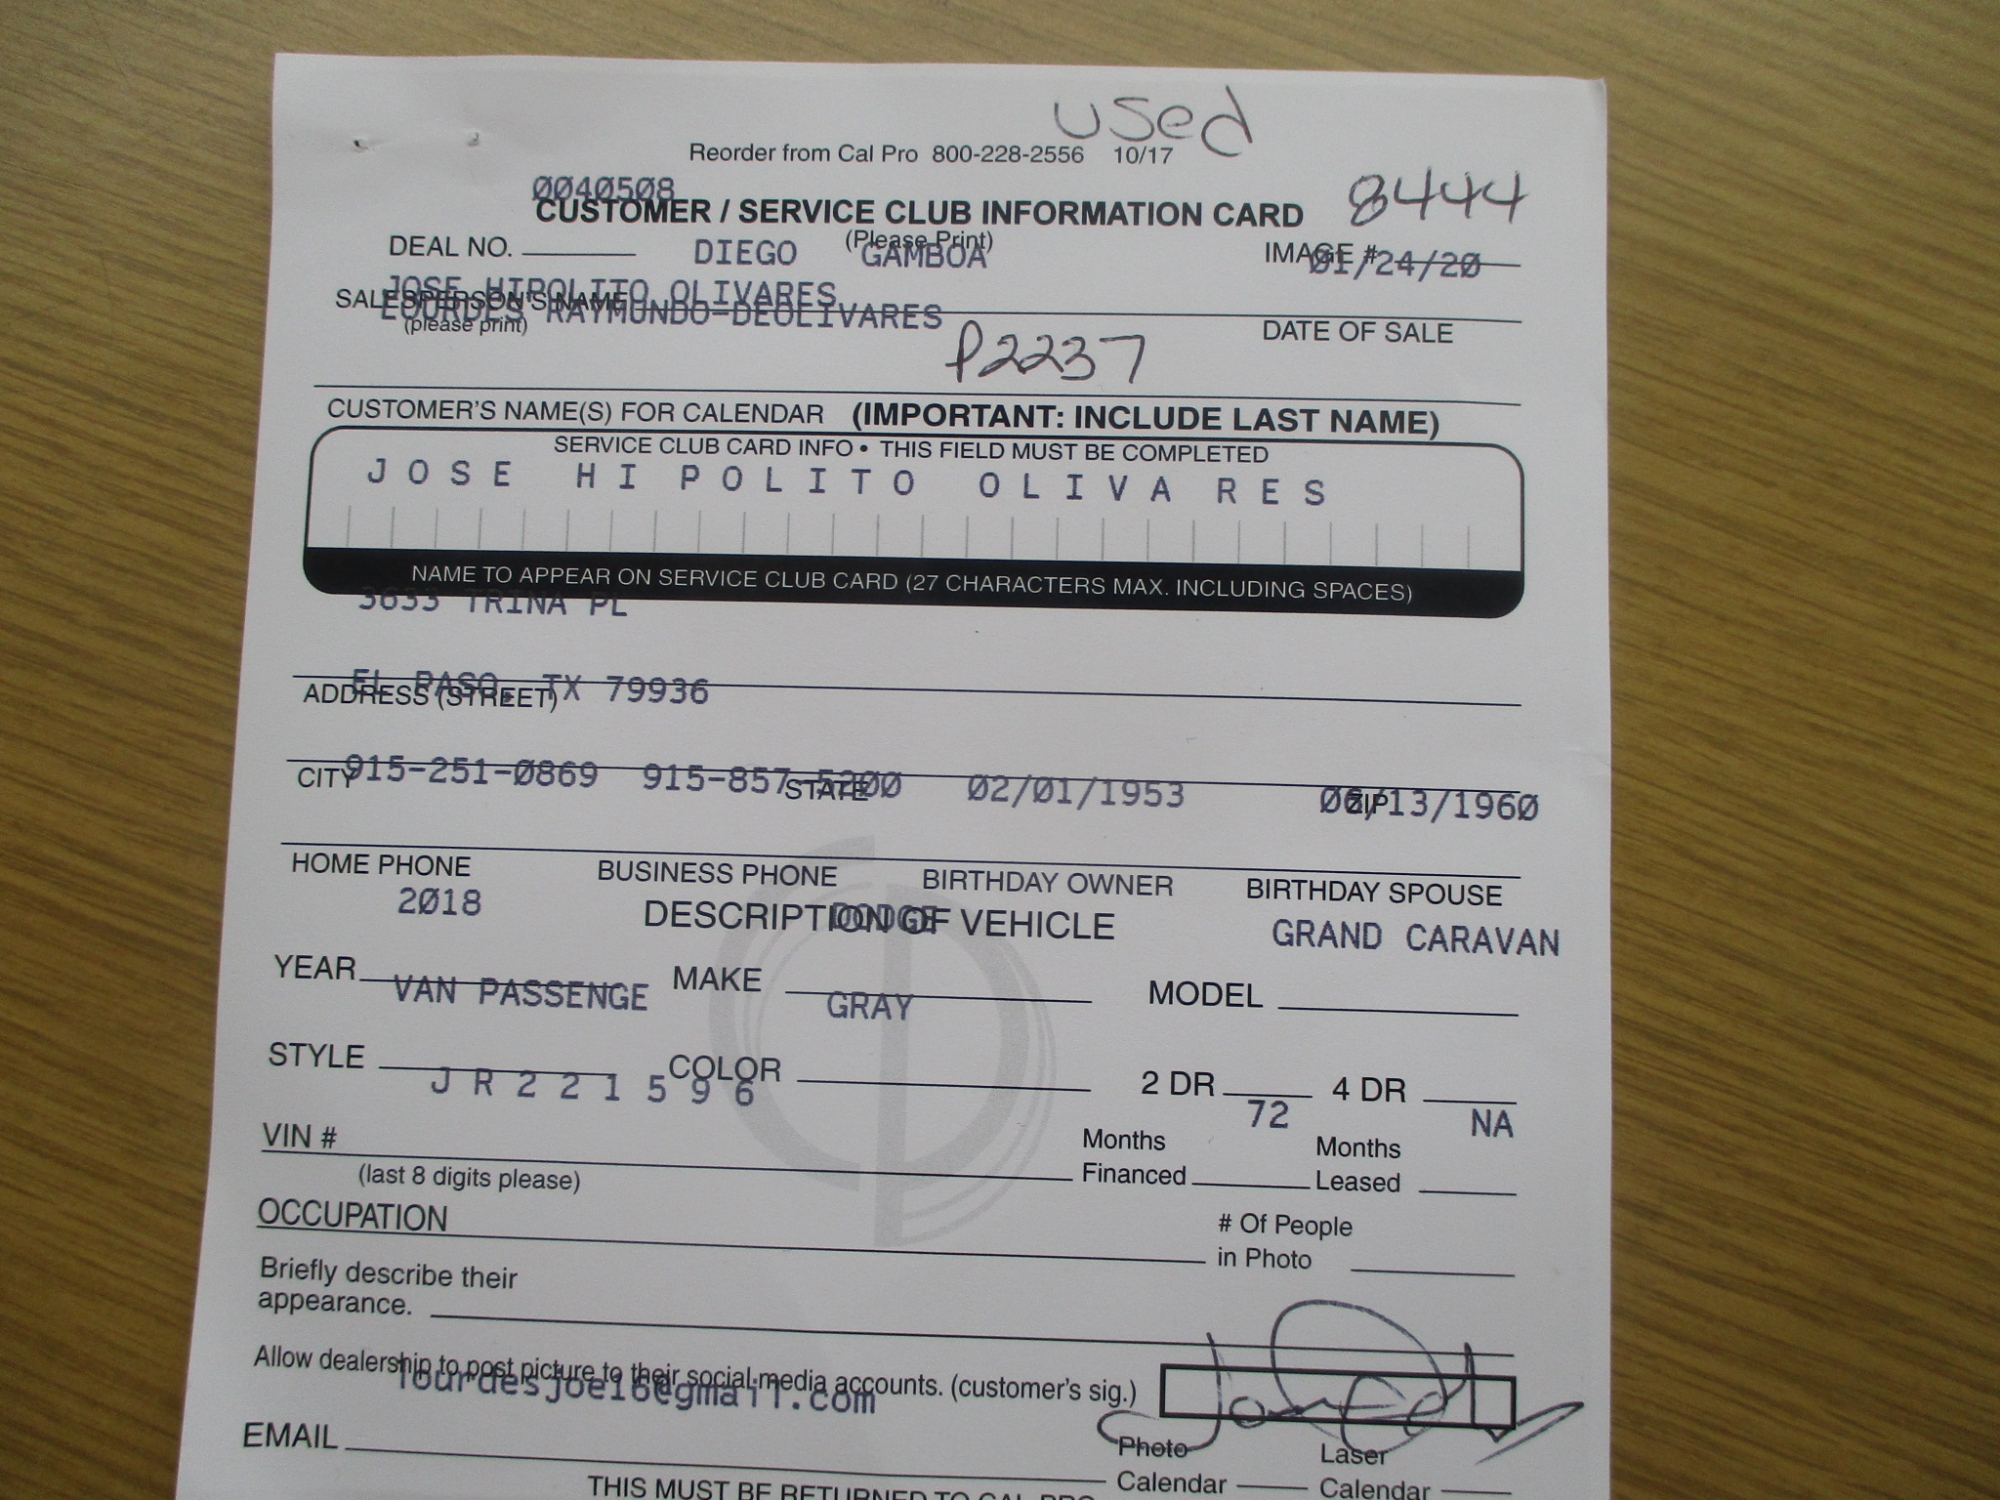 used
Reorder from Cal Pro 800-228-2556 10/17
0040508
CUSTOMER / SERVICE CLUB INFORMATION CARD 8444
(Please Print)
DEAL NO. DIEGO GAMBOA IMAGE # 01/24/20
JOSE HIPOLITO OLIVARES
SALESPERSON'S NAME
LOURDES RAYMUNDO-DEOLIVARES
(please print) DATE OF SALE
P2237
CUSTOMER'S NAME(S) FOR CALENDAR (IMPORTANT: INCLUDE LAST NAME)
SERVICE CLUB CARD INFO • THIS FIELD MUST BE COMPLETED
JOSE HIPOLITO OLIVARES
NAME TO APPEAR ON SERVICE CLUB CARD (27 CHARACTERS MAX. INCLUDING SPACES)
3633 TRINA PL
EL PASO, TX 79936
ADDRESS (STREET)
915-251-0869 915-857-5200 02/01/1953 /13/1960
CITY STATE ZIP
HOME PHONE BUSINESS PHONE BIRTHDAY OWNER BIRTHDAY SPOUSE
2018 DODGE GRAND CARAVAN
DESCRIPTION OF VEHICLE
YEAR MAKE MODEL
VAN PASSENGE GRAY
STYLE COLOR 2 DR 4 DR
JR221596 72 NA
VIN # Months Financed Months Leased
(last 8 digits please)
OCCUPATION # Of People in Photo
Briefly describe their
appearance.
Allow dealership to post picture to their social media accounts. (customer's sig.)
lourdesjoe16@gmail.com
EMAIL Photo Calendar Laser Calendar
THIS MUST BE RETURNED TO CAL PRO